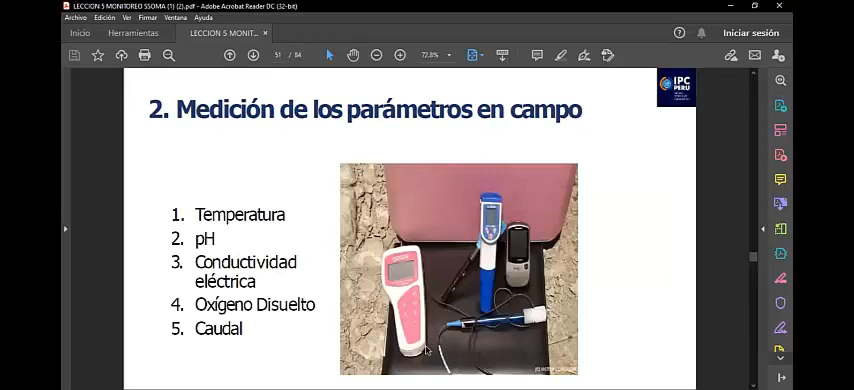 LECCION 5 MONITOREO SSOMA (1) (2).pdf - Adobe Acrobat Reader DC (32-bit)
Archivo Edición Ver Firmar Ventana Ayuda
Inicio Herramientas LECCION 5 MONIT... Iniciar sesión
51 / 84 72.8%
IPC
PERU
2. Medición de los parámetros en campo
1. Temperatura
2. pH
3. Conductividad
eléctrica
4. Oxígeno Disuelto
5. Caudal